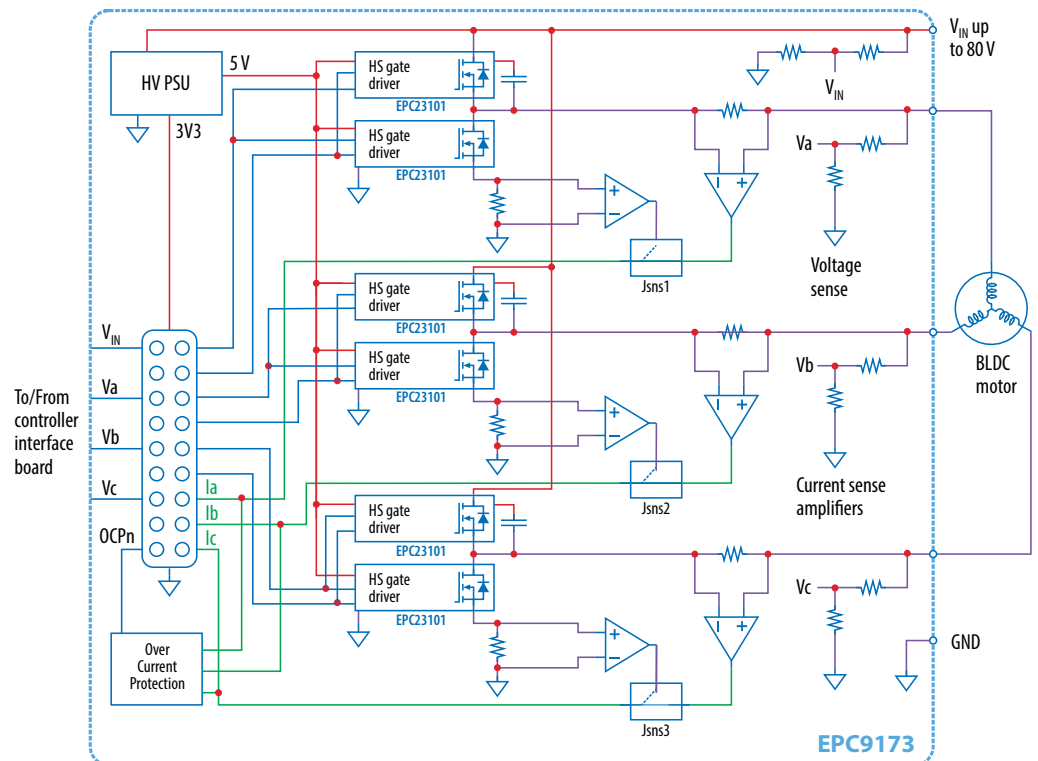 V_IN up
to 80 V
HV PSU
5 V
3V3
HS gate
driver
EPC23101
V_IN
HS gate
driver
EPC23101
Va
+
−
− +
Voltage
sense
Jsns1
HS gate
driver
EPC23101
HS gate
driver
EPC23101
Vb
+
−
− +
BLDC
motor
Current sense
amplifiers
Jsns2
To/From
controller
interface
board
V_IN
Va
Vb
Vc
OCPn
Ia
Ib
Ic
HS gate
driver
EPC23101
HS gate
driver
EPC23101
Vc
+
−
− +
GND
Over
Current
Protection
Jsns3
EPC9173